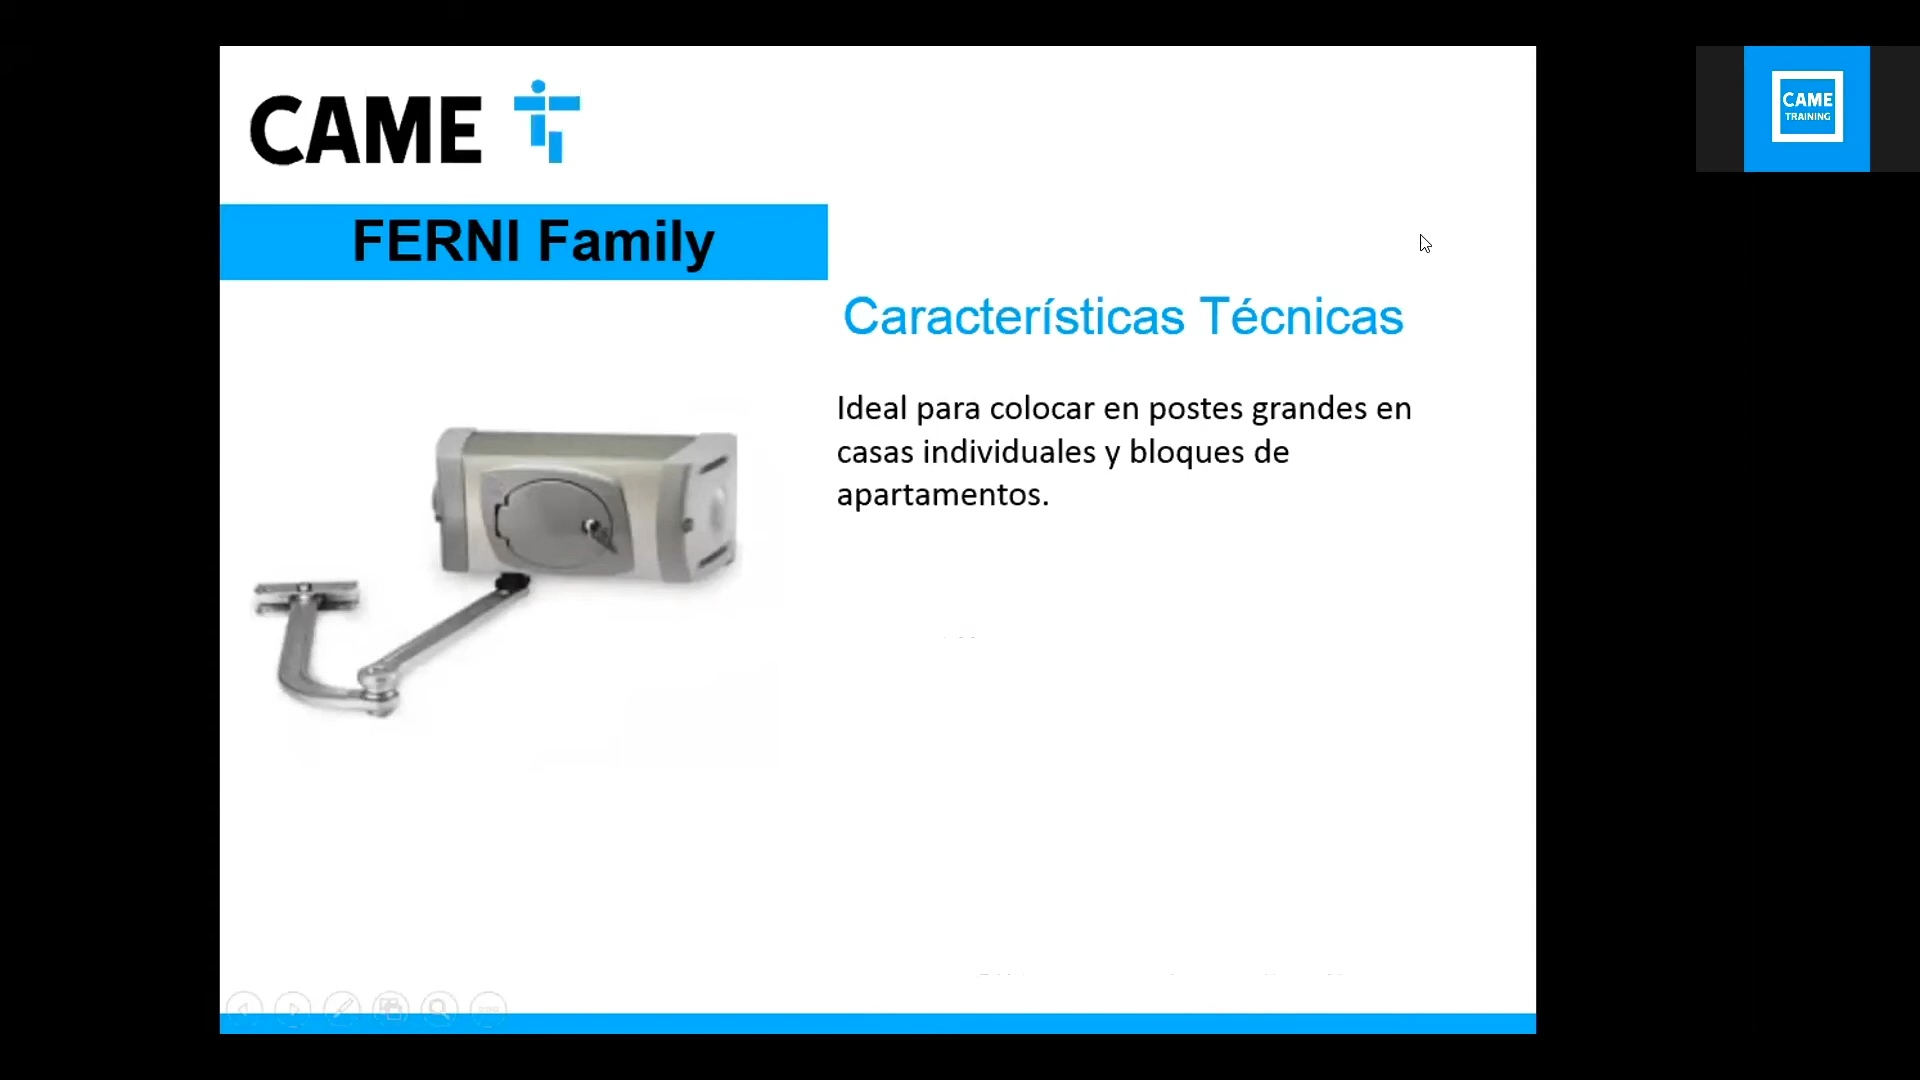 CAME
FERNI Family
Características Técnicas
Ideal para colocar en postes grandes en
casas individuales y bloques de
apartamentos.
CAME
TRAINING